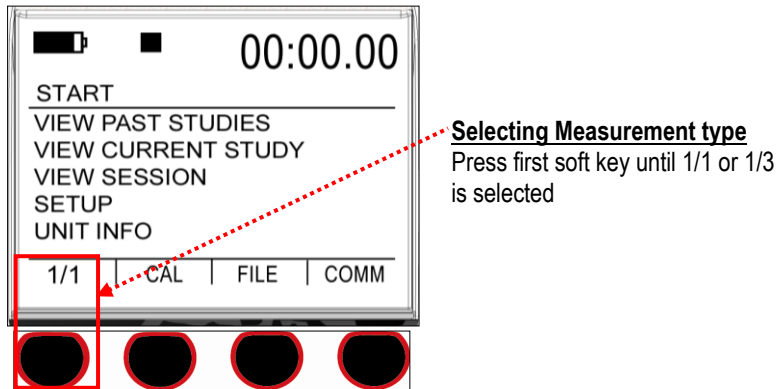 00:00.00
START
VIEW PAST STUDIES
VIEW CURRENT STUDY
VIEW SESSION
SETUP
UNIT INFO
1/1 CAL FILE COMM
Selecting Measurement type
Press first soft key until 1/1 or 1/3
is selected